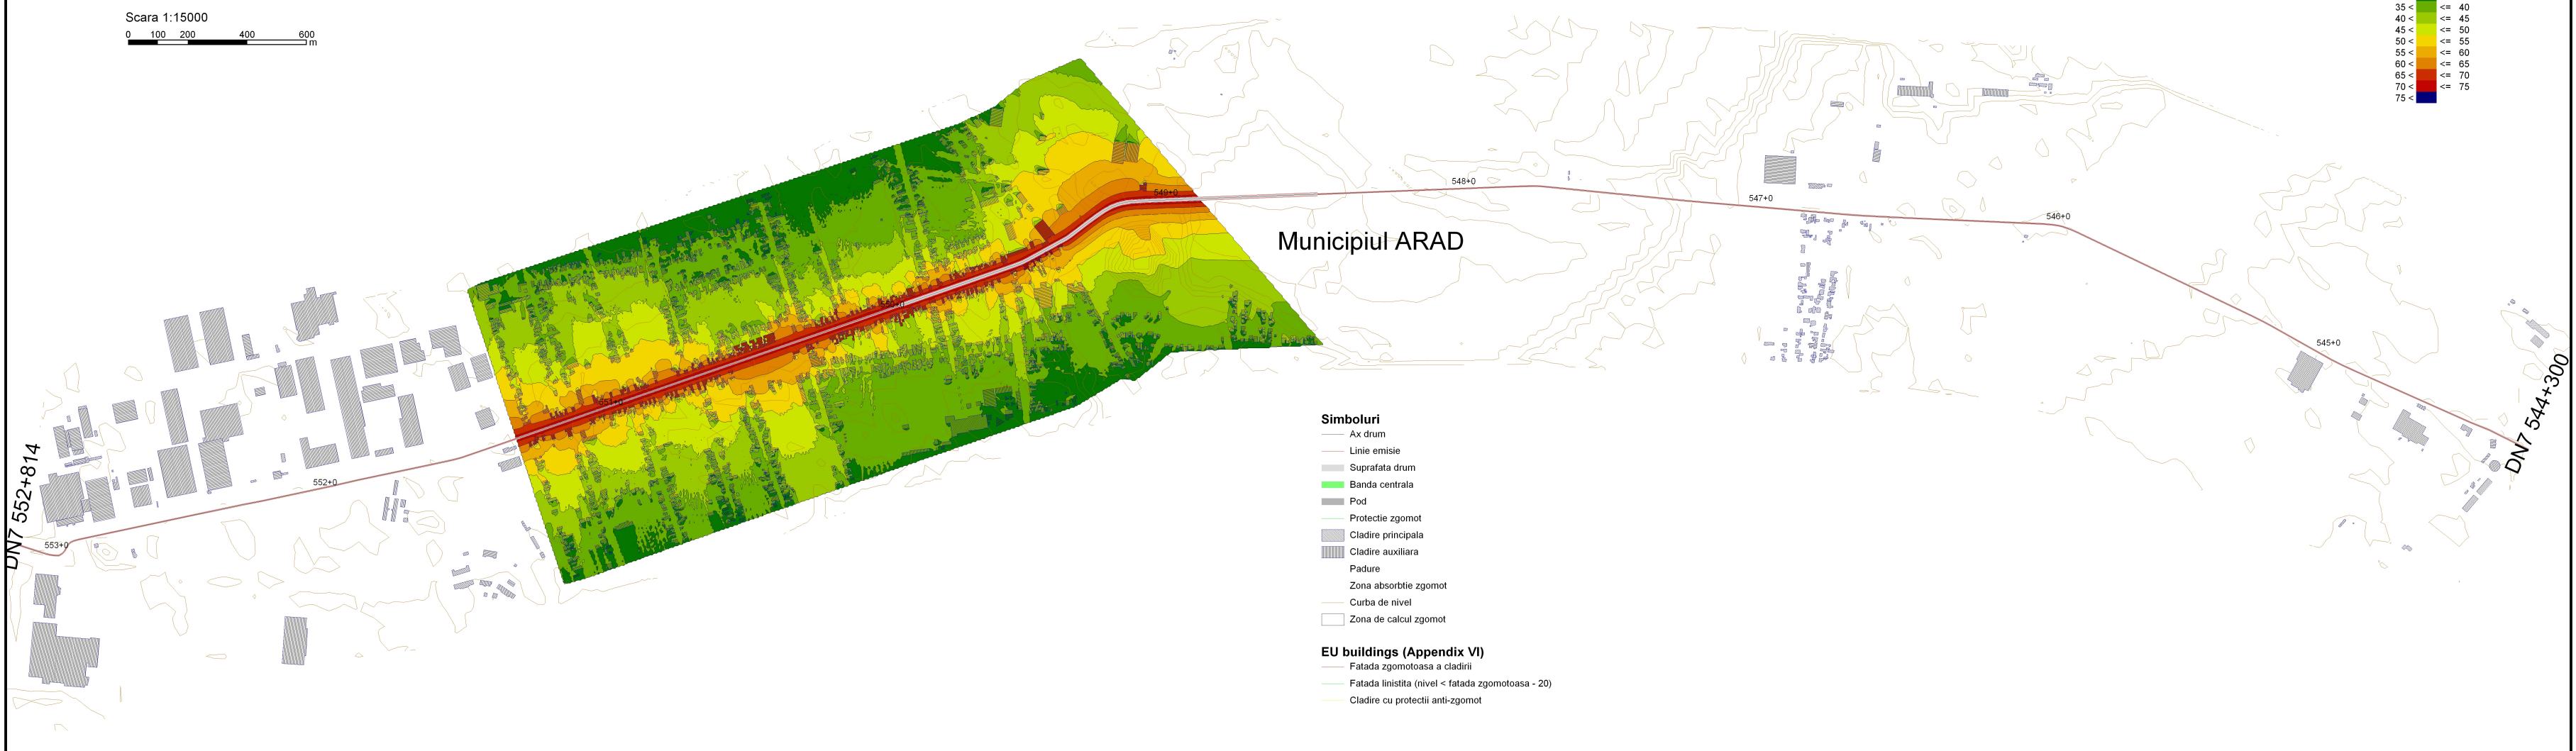 Scara 1:15000
0 100 200 400 600
m
35 < <= 40
40 < <= 45
45 < <= 50
50 < <= 55
55 < <= 60
60 < <= 65
65 < <= 70
70 < <= 75
75 <
549+0
548+0
547+0
546+0
545+0
Municipiul ARAD
551+0
552+0
553+0
DN7 552+814
DN7 544+300
Simboluri
Ax drum
Linie emisie
Suprafata drum
Banda centrala
Pod
Protectie zgomot
Cladire principala
Cladire auxiliara
Padure
Zona absorbtie zgomot
Curba de nivel
Zona de calcul zgomot
EU buildings (Appendix VI)
Fatada zgomotoasa a cladirii
Fatada linistita (nivel < fatada zgomotoasa - 20)
Cladire cu protectii anti-zgomot